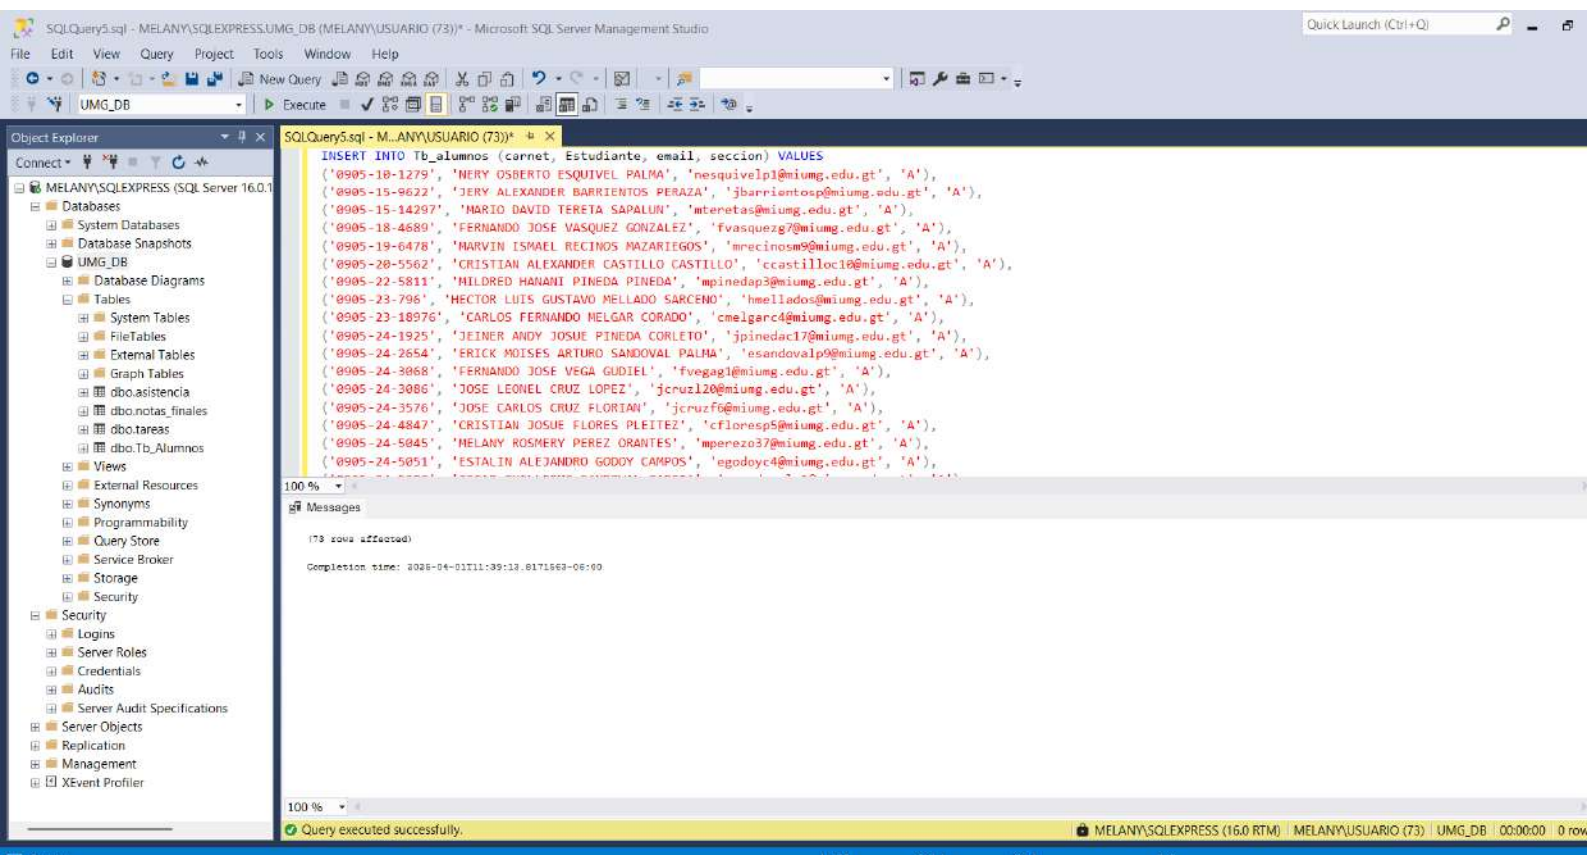 SQLQuery5.sql - MELANY\SQLEXPRESS.UMG_DB (MELANY\USUARIO (73))* - Microsoft SQL Server Management Studio
Quick Launch (Ctrl+Q)
File Edit View Query Project Tools Window Help
New Query
UMG_DB
Execute
Object Explorer
Connect
MELANY\SQLEXPRESS (SQL Server 16.0.1
Databases
System Databases
Database Snapshots
UMG_DB
Database Diagrams
Tables
System Tables
FileTables
External Tables
Graph Tables
dbo.asistencia
dbo.notas_finales
dbo.tareas
dbo.Tb_Alumnos
Views
External Resources
Synonyms
Programmability
Query Store
Service Broker
Storage
Security
Security
Logins
Server Roles
Credentials
Audits
Server Audit Specifications
Server Objects
Replication
Management
XEvent Profiler
SQLQuery5.sql - M...ANY\USUARIO (73))*
INSERT INTO Tb_alumnos (carnet, Estudiante, email, seccion) VALUES
('0905-10-1279', 'NERY OSBERTO ESQUIVEL PALMA', 'nesquivelp1@miumg.edu.gt', 'A'),
('0905-15-9622', 'JERY ALEXANDER BARRIENTOS PERAZA', 'jbarrientosp@miumg.edu.gt', 'A'),
('0905-15-14297', 'MARIO DAVID TERETA SAPALUN', 'mteretas@miumg.edu.gt', 'A'),
('0905-18-4689', 'FERNANDO JOSE VASQUEZ GONZALEZ', 'fvasquezg7@miumg.edu.gt', 'A'),
('0905-19-6478', 'MARVIN ISMAEL RECINOS MAZARIEGOS', 'mrecinosm9@miumg.edu.gt', 'A'),
('0905-20-5562', 'CRISTIAN ALEXANDER CASTILLO CASTILLO', 'ccastilloc10@miumg.edu.gt', 'A'),
('0905-22-5811', 'MILDRED HANANI PINEDA PINEDA', 'mpinedap3@miumg.edu.gt', 'A'),
('0905-23-796', 'HECTOR LUIS GUSTAVO MELLADO SARCENO', 'hmellados@miumg.edu.gt', 'A'),
('0905-23-18976', 'CARLOS FERNANDO MELGAR CORADO', 'cmelgarc4@miumg.edu.gt', 'A'),
('0905-24-1925', 'JEINER ANDY JOSUE PINEDA CORLETO', 'jpinedac17@miumg.edu.gt', 'A'),
('0905-24-2654', 'ERICK MOISES ARTURO SANDOVAL PALMA', 'esandovalp9@miumg.edu.gt', 'A'),
('0905-24-3068', 'FERNANDO JOSE VEGA GUDIEL', 'fvegag1@miumg.edu.gt', 'A'),
('0905-24-3086', 'JOSE LEONEL CRUZ LOPEZ', 'jcruzl20@miumg.edu.gt', 'A'),
('0905-24-3576', 'JOSE CARLOS CRUZ FLORIAN', 'jcruzf6@miumg.edu.gt', 'A'),
('0905-24-4847', 'CRISTIAN JOSUE FLORES PLEITEZ', 'cfloresp5@miumg.edu.gt', 'A'),
('0905-24-5045', 'MELANY ROSMERY PEREZ ORANTES', 'mperezo37@miumg.edu.gt', 'A'),
('0905-24-5051', 'ESTALIN ALEJANDRO GODOY CAMPOS', 'egodoyc4@miumg.edu.gt', 'A'),
100 %
Messages
(73 rows affected)
Completion time:
100 %
Query executed successfully.
MELANY\SQLEXPRESS (16.0 RTM) MELANY\USUARIO (73) UMG_DB 00:00:00 0 row